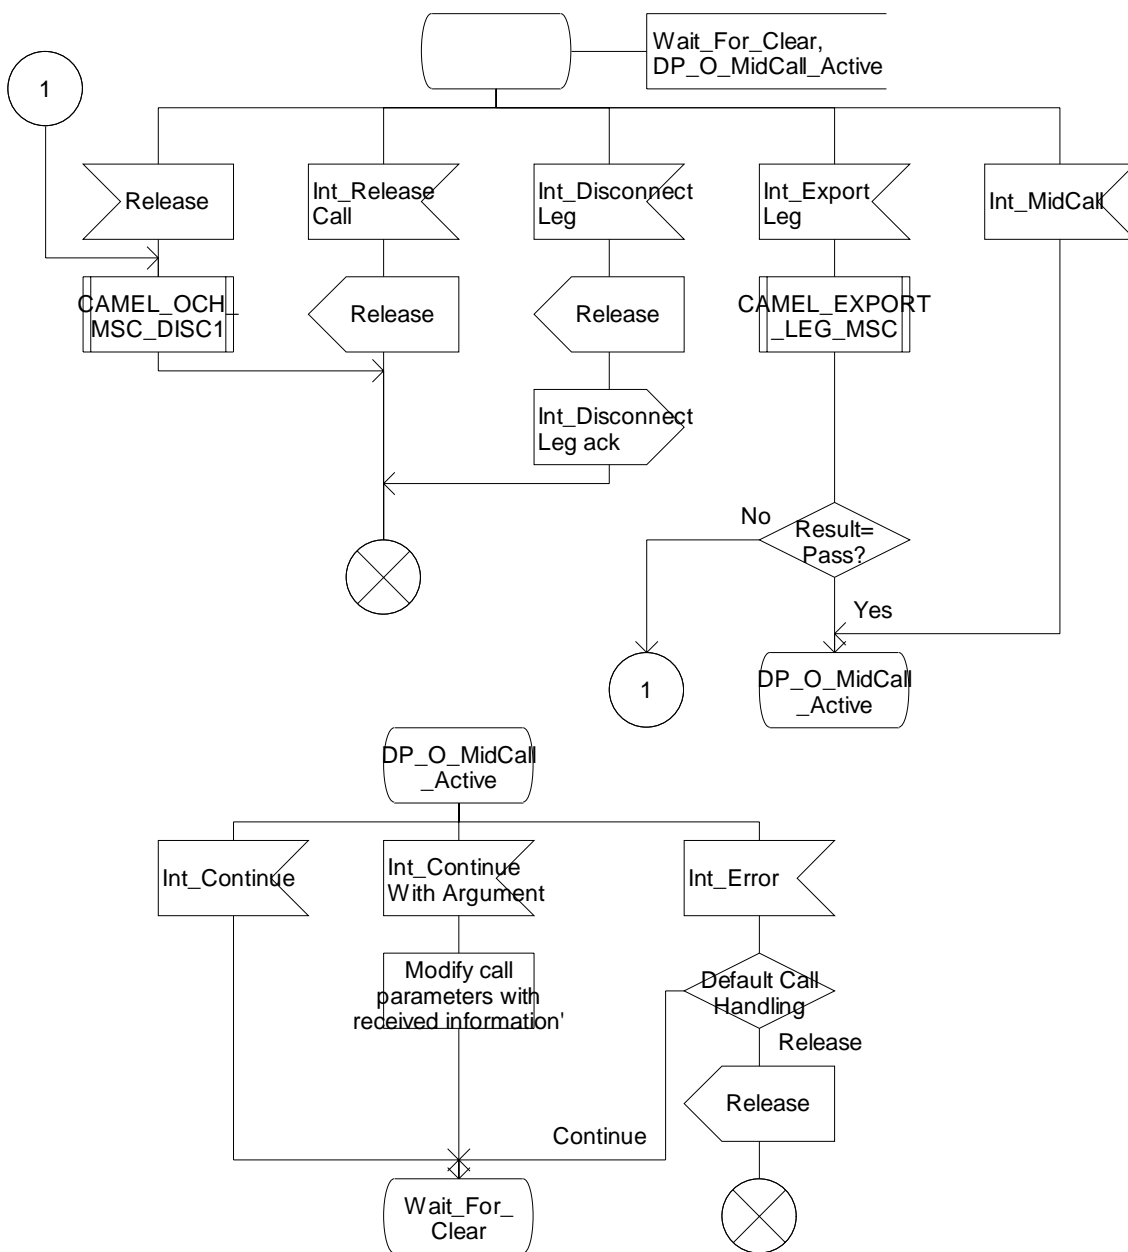 Wait_For_Clear,
DP_O_MidCall_Active
1
Release
Int_Release
Call
Int_Disconnect
Leg
Int_Export
Leg
Int_MidCall
CAMEL_OCH_
MSC_DISC1
Release
Release
CAMEL_EXPORT
_LEG_MSC
Int_Disconnect
Leg ack
No
Result=
Pass?
Yes
1
DP_O_MidCall
_Active
DP_O_MidCall
_Active
Int_Continue
Int_Continue
With Argument
Int_Error
Modify call
parameters with
received information'
Default Call
Handling
Release
Release
Continue
Wait_For_
Clear